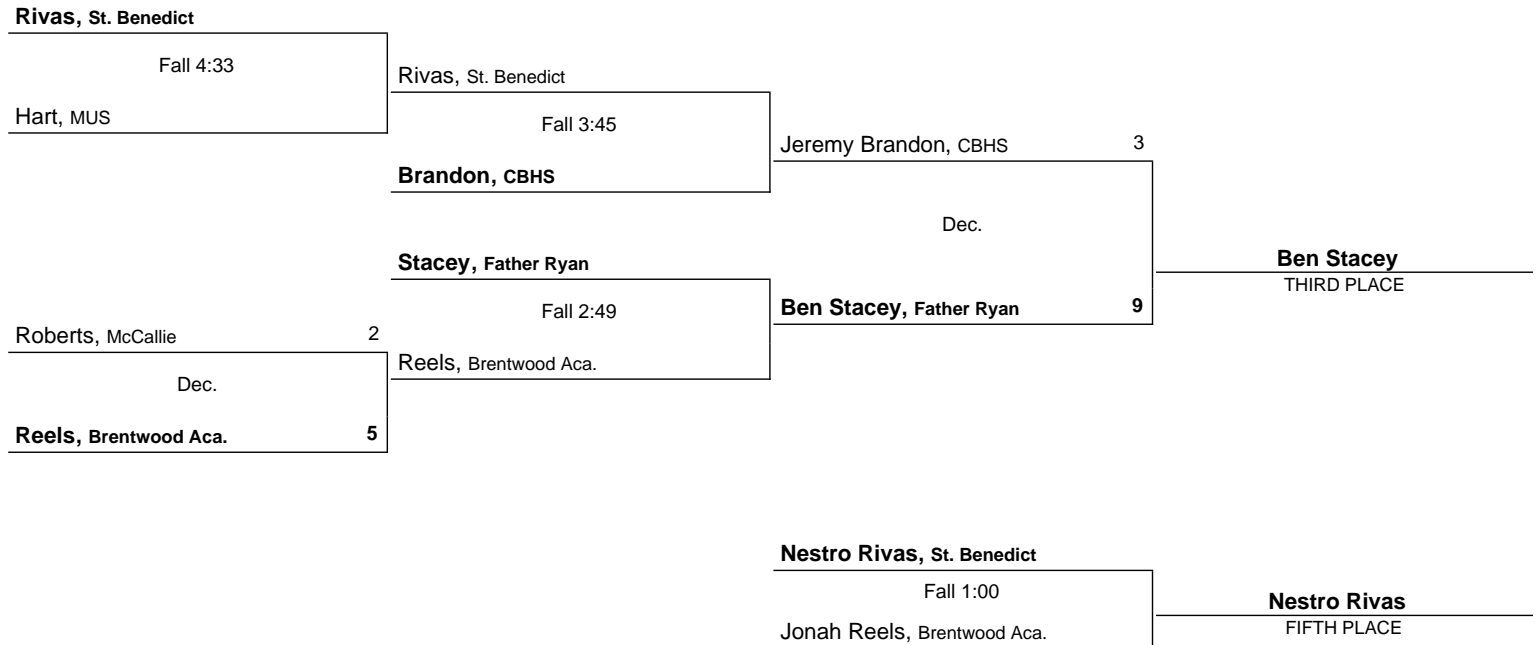 Rivas, St. Benedict
Fall 4:33
Hart, MUS
Rivas, St. Benedict
Fall 3:45
Brandon, CBHS
Jeremy Brandon, CBHS 3
Dec.
Ben Stacey, Father Ryan 9
Ben Stacey
THIRD PLACE
Stacey, Father Ryan
Fall 2:49
Reels, Brentwood Aca.
Roberts, McCallie 2
Dec.
Reels, Brentwood Aca. 5
Nestro Rivas, St. Benedict
Fall 1:00
Jonah Reels, Brentwood Aca.
Nestro Rivas
FIFTH PLACE